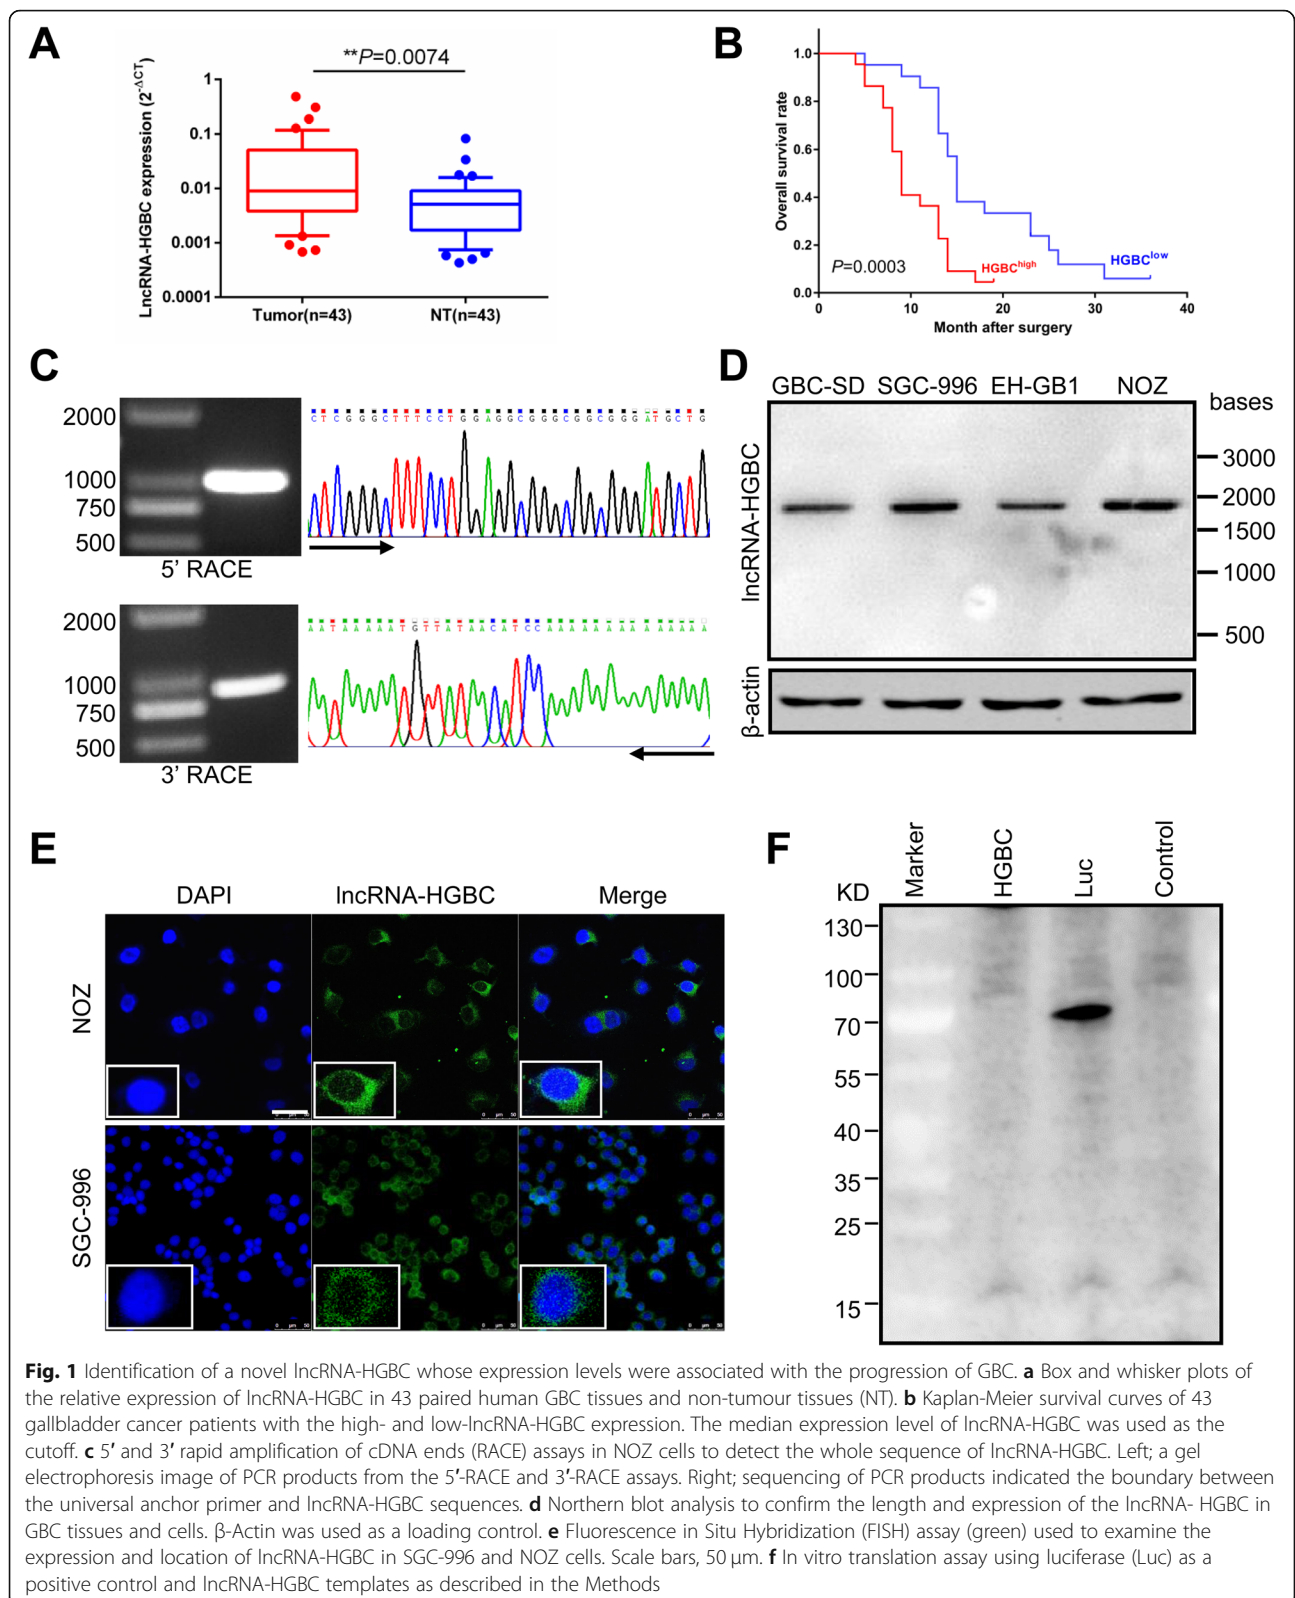 A
**P=0.0074
LncRNA-HGBC expression (2-ΔCT)
1
0.1
0.01
0.001
0.0001
Tumor(n=43)
NT(n=43)
B
Overall survival rate
1.0
0.8
0.6
0.4
0.2
0.0
P=0.0003
HGBChigh
HGBClow
0
10
20
30
40
Month after surgery
C
2000
1000
750
500
5' RACE
2000
1000
750
500
3' RACE
D
GBC-SD SGC-996 EH-GB1 NOZ
bases
lncRNA-HGBC
3000
2000
1500
1000
500
β-actin
E
DAPI lncRNA-HGBC Merge
NOZ
SGC-996
F
KD
Marker
HGBC
Luc
Control
130
100
70
55
40
35
25
15
Fig. 1 Identification of a novel lncRNA-HGBC whose expression levels were associated with the progression of GBC. a Box and whisker plots of
the relative expression of lncRNA-HGBC in 43 paired human GBC tissues and non-tumour tissues (NT). b Kaplan-Meier survival curves of 43
gallbladder cancer patients with the high- and low-lncRNA-HGBC expression. The median expression level of lncRNA-HGBC was used as the
cutoff. c 5′ and 3′ rapid amplification of cDNA ends (RACE) assays in NOZ cells to detect the whole sequence of lncRNA-HGBC. Left; a gel
electrophoresis image of PCR products from the 5′-RACE and 3′-RACE assays. Right; sequencing of PCR products indicated the boundary between
the universal anchor primer and lncRNA-HGBC sequences. d Northern blot analysis to confirm the length and expression of the lncRNA- HGBC in
GBC tissues and cells. β-Actin was used as a loading control. e Fluorescence in Situ Hybridization (FISH) assay (green) used to examine the
expression and location of lncRNA-HGBC in SGC-996 and NOZ cells. Scale bars, 50 μm. f In vitro translation assay using luciferase (Luc) as a
positive control and lncRNA-HGBC templates as described in the Methods